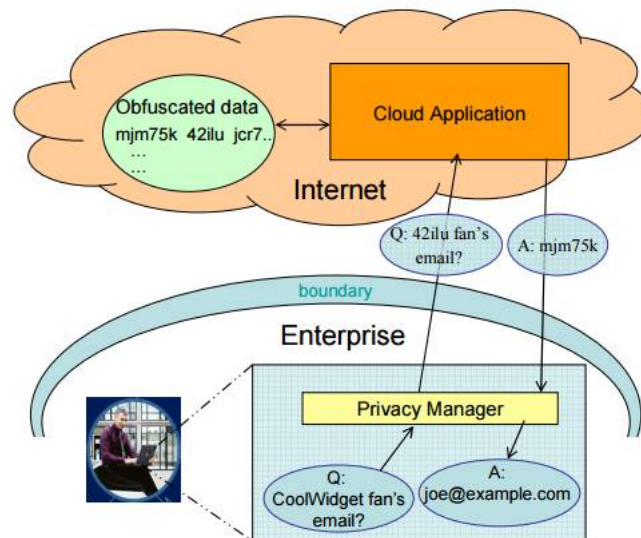 Obfuscated data
mjm75k 42ilu jcr7..
...
...
Cloud Application
Internet
Q: 42ilu fan's
email?
A: mjm75k
boundary
Enterprise
Privacy Manager
Q:
CoolWidget fan's
email?
A:
joe@example.com